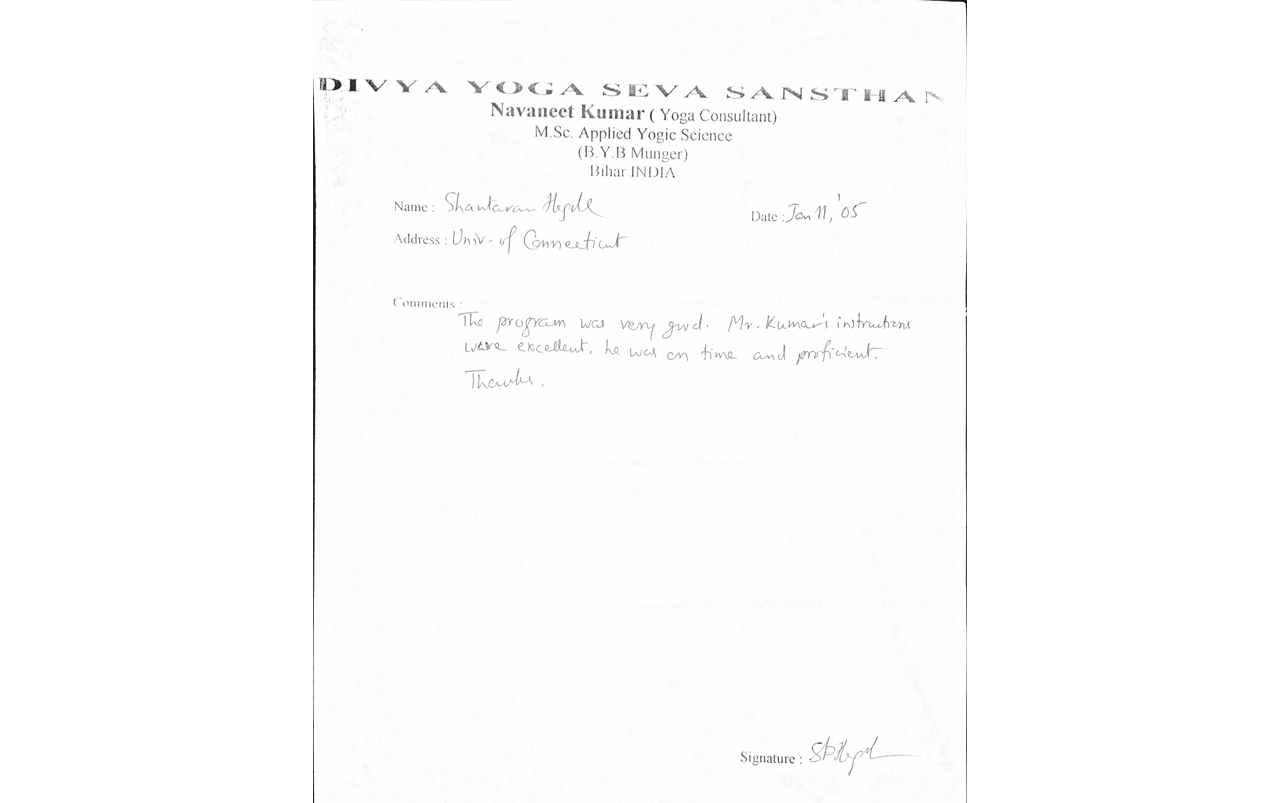 DIVYA YOGA SEVA SANSTHAN
Navaneet Kumar ( Yoga Consultant)
M.Sc. Applied Yogic Science
(B.Y.B Munger)
Bihar INDIA
Name : Shantaram Hegde
Date : Jan 11, '05
Address : Univ. of Connecticut
Comments :
The program was very good. Mr. Kumar's instructions
were excellent, he was on time and proficient.
Thanks.
Signature : SPHegde